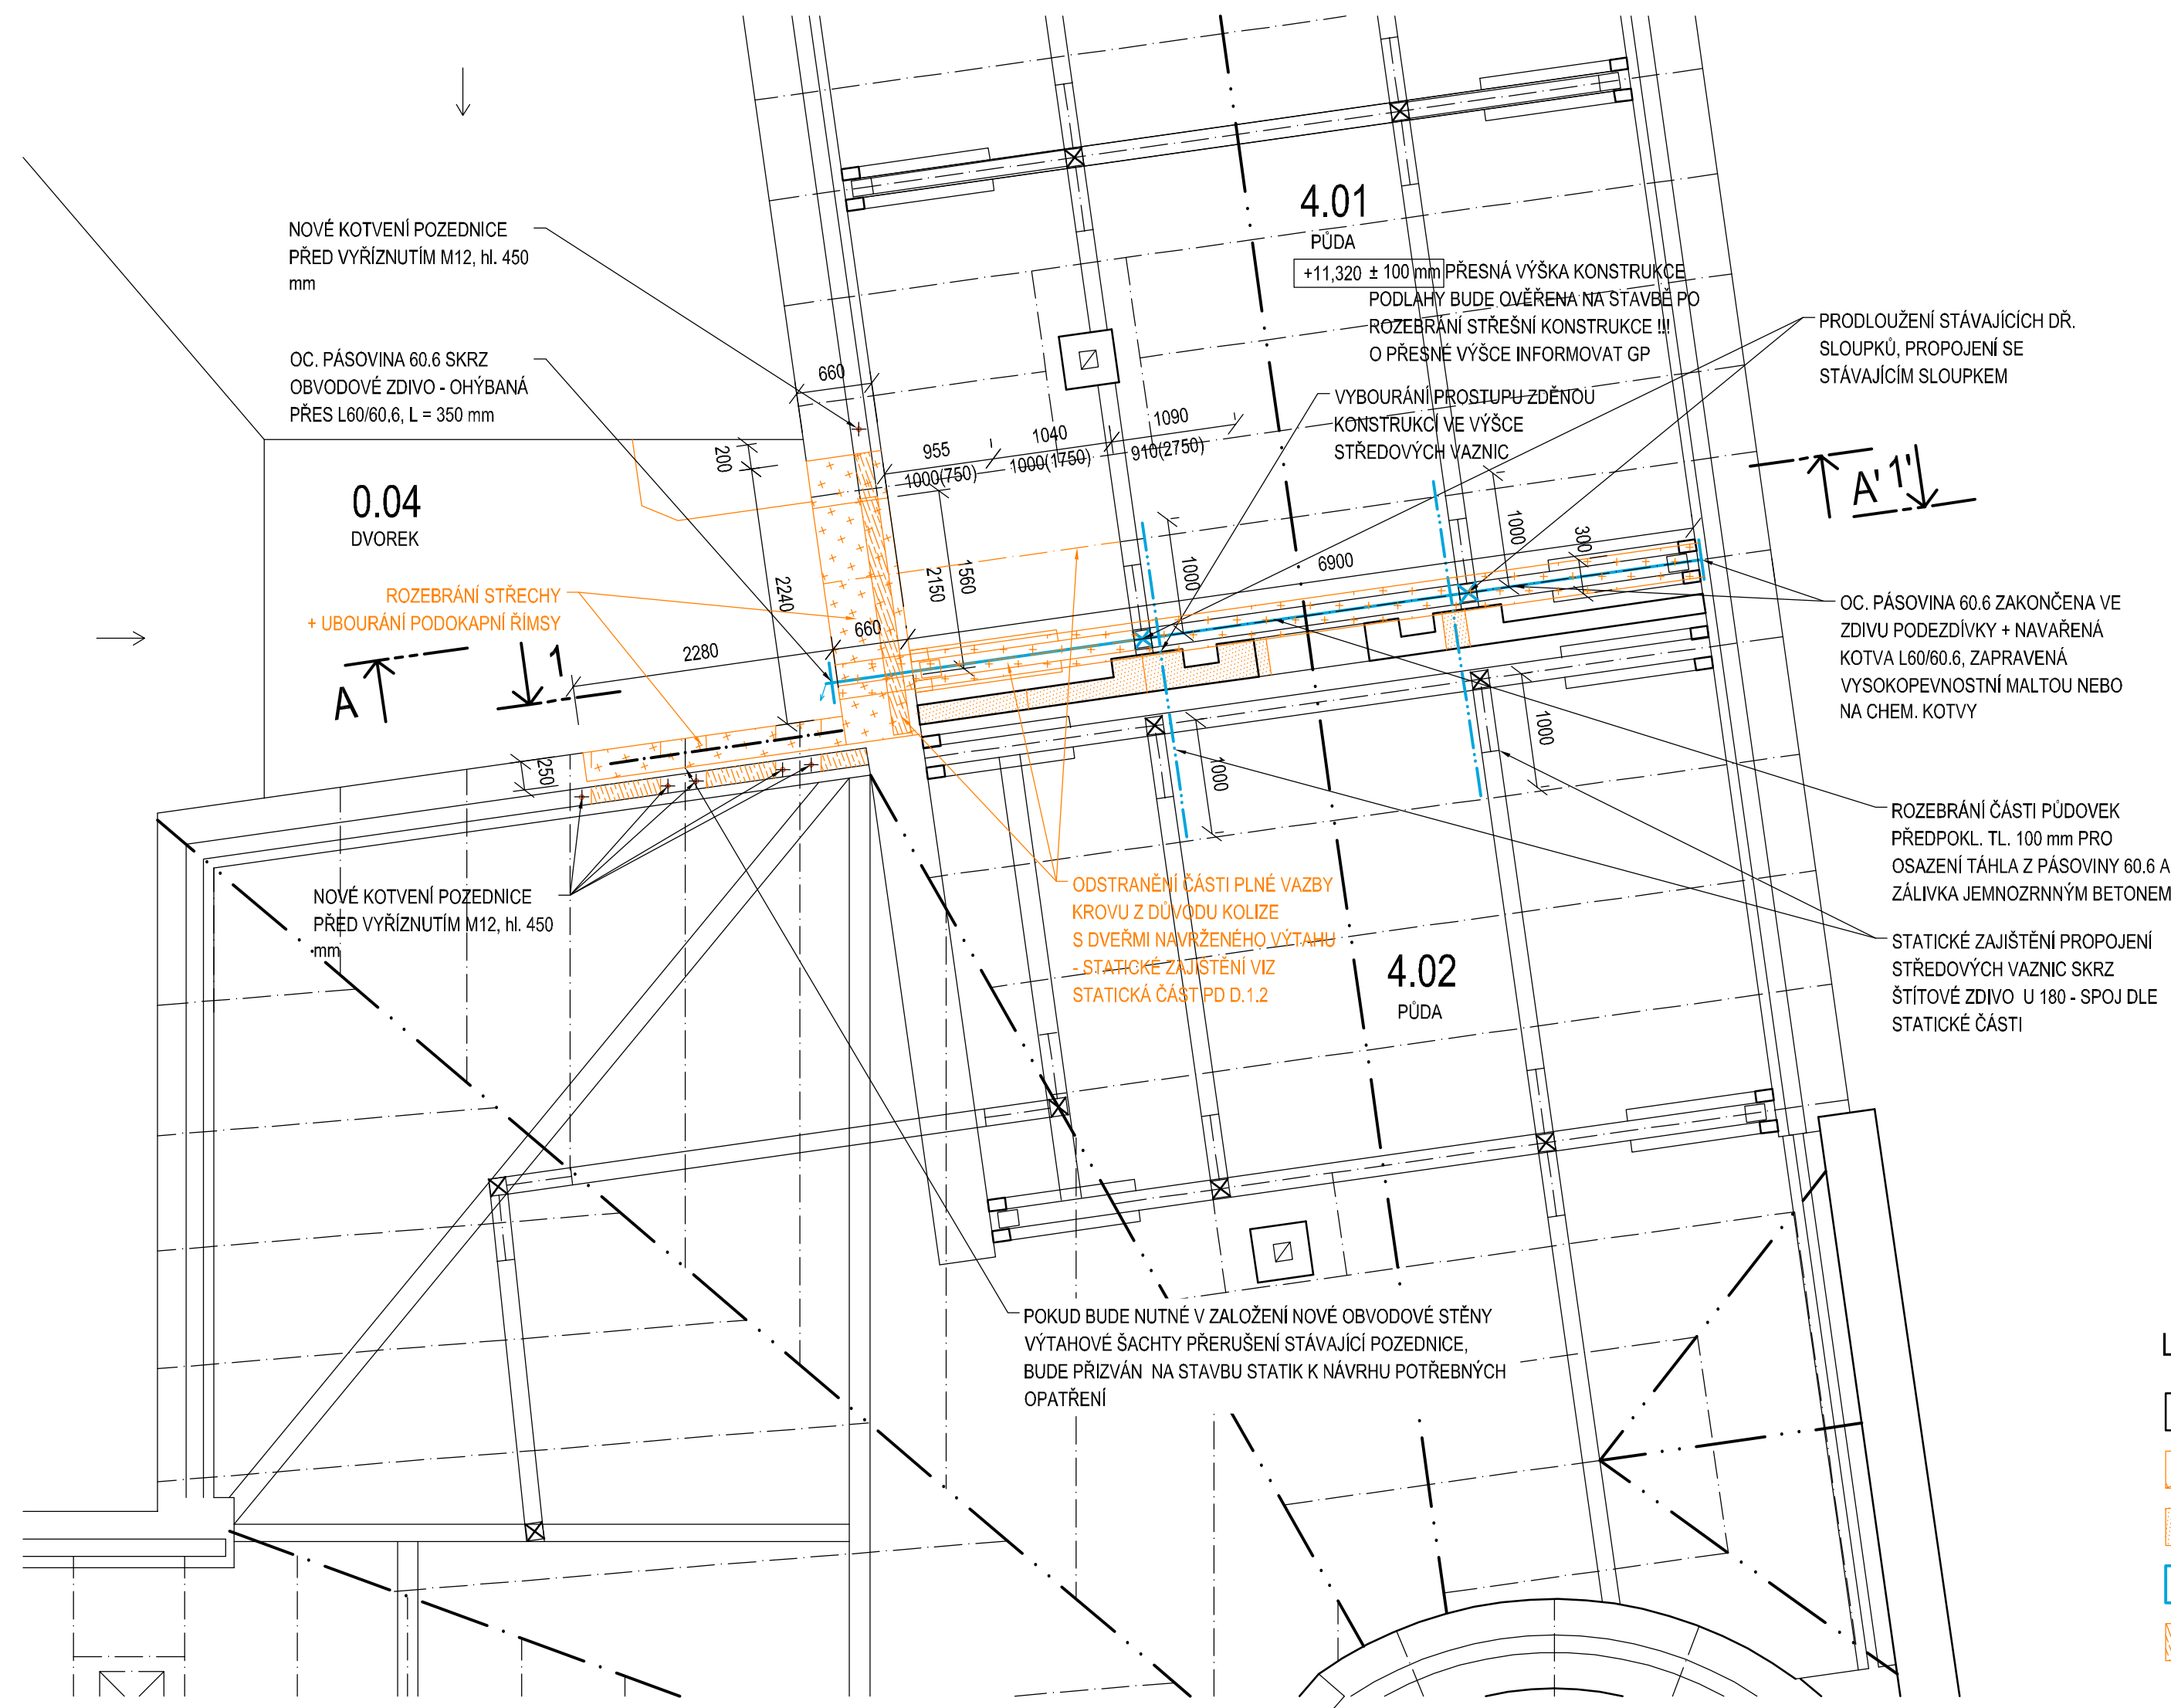 4.01
PŮDA
+11,320 ± 100 mm PŘESNÁ VÝŠKA KONSTRUKCE
PODLAHY BUDE OVĚŘENA NA STAVBĚ PO
ROZEBRÁNÍ STŘEŠNÍ KONSTRUKCE !!!
O PŘESNÉ VÝŠCE INFORMOVAT GP
NOVÉ KOTVENÍ POZEDNICE
PŘED VYŘÍZNUTÍM M12, hl. 450
mm
OC. PÁSOVINA 60.6 SKRZ
OBVODOVÉ ZDIVO - OHÝBANÁ
PŘES L60/60.6, L = 350 mm
PRODLOUŽENÍ STÁVAJÍCÍCH DŘ.
SLOUPKŮ, PROPOJENÍ SE
STÁVAJÍCÍM SLOUPKEM
VYBOURÁNÍ PROSTUPU ZDĚNOU
KONSTRUKCÍ VE VÝŠCE
STŘEDOVÝCH VAZNIC
660
955
1000(750)
1040
1000(1750)
1090
910(2750)
200
0.04
DVOREK
A' 1'
2240
2150
1560
1000
6900
1000
300
ROZEBRÁNÍ STŘECHY
+ UBOURÁNÍ PODOKAPNÍ ŘÍMSY
660
2280
A
1
250
1000
1000
OC. PÁSOVINA 60.6 ZAKONČENA VE
ZDIVU PODEZDÍVKY + NAVAŘENÁ
KOTVA L60/60.6, ZAPRAVENÁ
VYSOKOPEVNOSTNÍ MALTOU NEBO
NA CHEM. KOTVY
ROZEBRÁNÍ ČÁSTI PŮDOVEK
PŘEDPOKL. TL. 100 mm PRO
OSAZENÍ TÁHLA Z PÁSOVINY 60.6 A
ZÁLIVKA JEMNOZRNNÝM BETONEM
NOVÉ KOTVENÍ POZEDNICE
PŘED VYŘÍZNUTÍM M12, hl. 450
mm
ODSTRANĚNÍ ČÁSTI PLNÉ VAZBY
KROVU Z DŮVODU KOLIZE
S DVEŘMI NAVRŽENÉHO VÝTAHU
- STATICKÉ ZAJIŠTĚNÍ VIZ
STATICKÁ ČÁST PD D.1.2
4.02
PŮDA
STATICKÉ ZAJIŠTĚNÍ PROPOJENÍ
STŘEDOVÝCH VAZNIC SKRZ
ŠTÍTOVÉ ZDIVO U 180 - SPOJ DLE
STATICKÉ ČÁSTI
POKUD BUDE NUTNÉ V ZALOŽENÍ NOVÉ OBVODOVÉ STĚNY
VÝTAHOVÉ ŠACHTY PŘERUŠENÍ STÁVAJÍCÍ POZEDNICE,
BUDE PŘIZVÁN NA STAVBU STATIK K NÁVRHU POTŘEBNÝCH
OPATŘENÍ